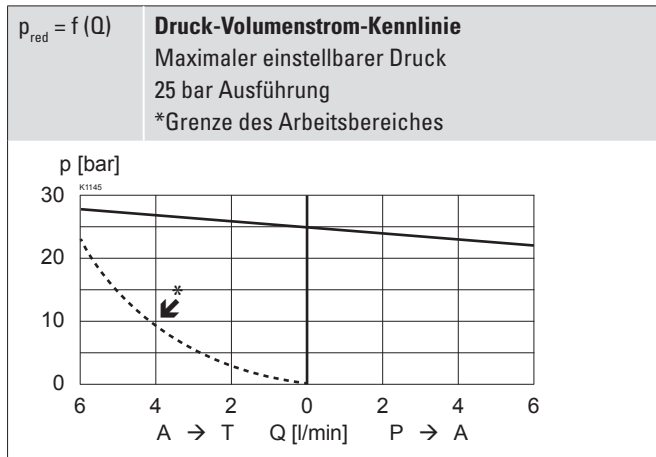 p_red = f (Q)
Druck-Volumenstrom-Kennlinie
Maximaler einstellbarer Druck
25 bar Ausführung
*Grenze des Arbeitsbereiches
p [bar]
K1145
30
20
10
0
*
6 4 2 0 2 4 6
A → T Q [l/min] P → A